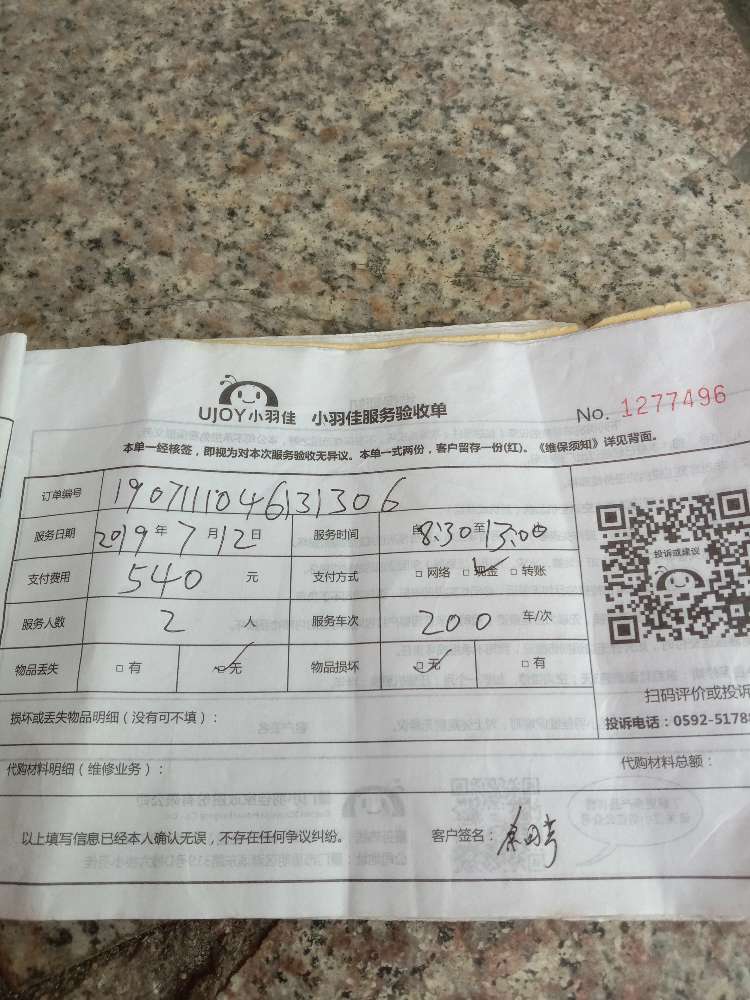 UJOY小羽佳 小羽佳服务验收单 No. 1277496
本单一经核签，即视为对本次服务验收无异议。本单一式两份，客户留存一份(红)。《维保须知》详见背面。
订单编号 1907111046131306
服务日期 2019年7月12日 服务时间 自8:30至13:00
支付费用 540 元 支付方式 □网络 □现金 □转账
服务人数 2 人 服务车次 200 车/次
物品丢失 □有 □无 物品损坏 □无 □有
投诉或建议
扫码评价或投诉
损坏或丢失物品明细（没有可不填）：
投诉电话：0592-5178
代购材料明细（维修业务）： 代购材料总额：
以上填写信息已经本人确认无误，不存在任何争议纠纷。 客户签名：